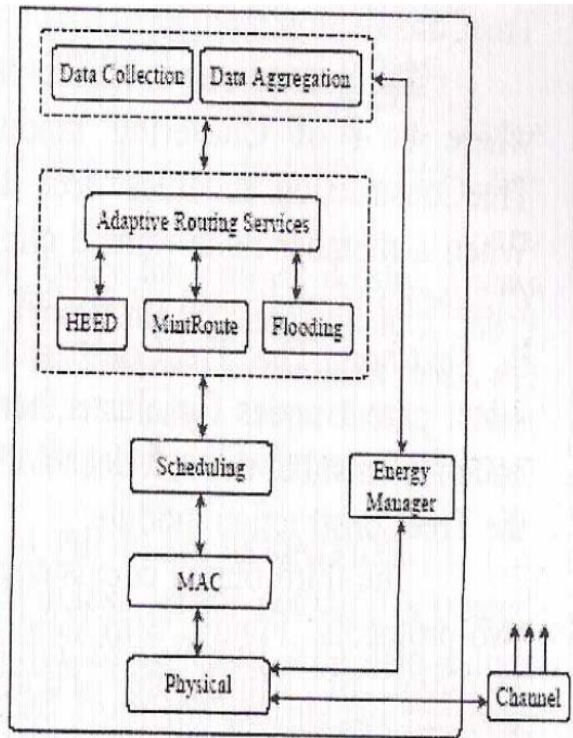 Data Collection
Data Aggregation
Adaptive Routing Services
HEED
MintRoute
Flooding
Scheduling
Energy
Manager
MAC
Physical
Channel